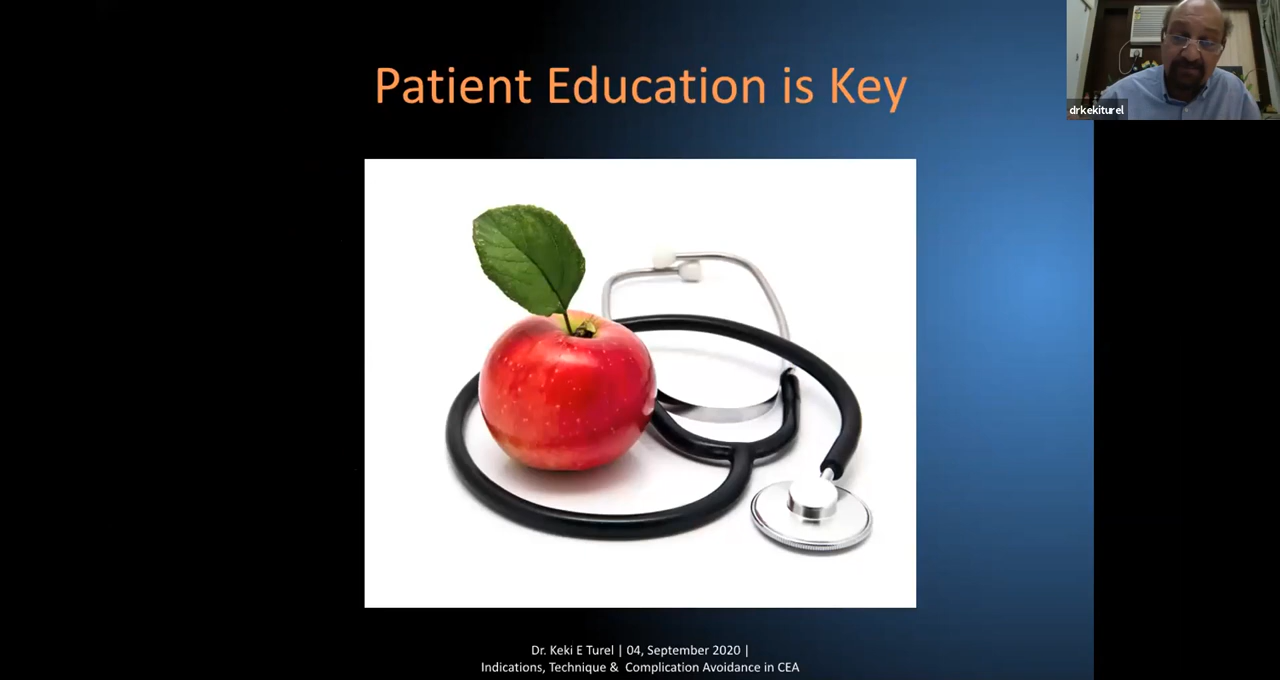 Patient Education is Key
drkekiturel
Dr. Keki E Turel | 04, September 2020 |
Indications, Technique & Complication Avoidance in CEA